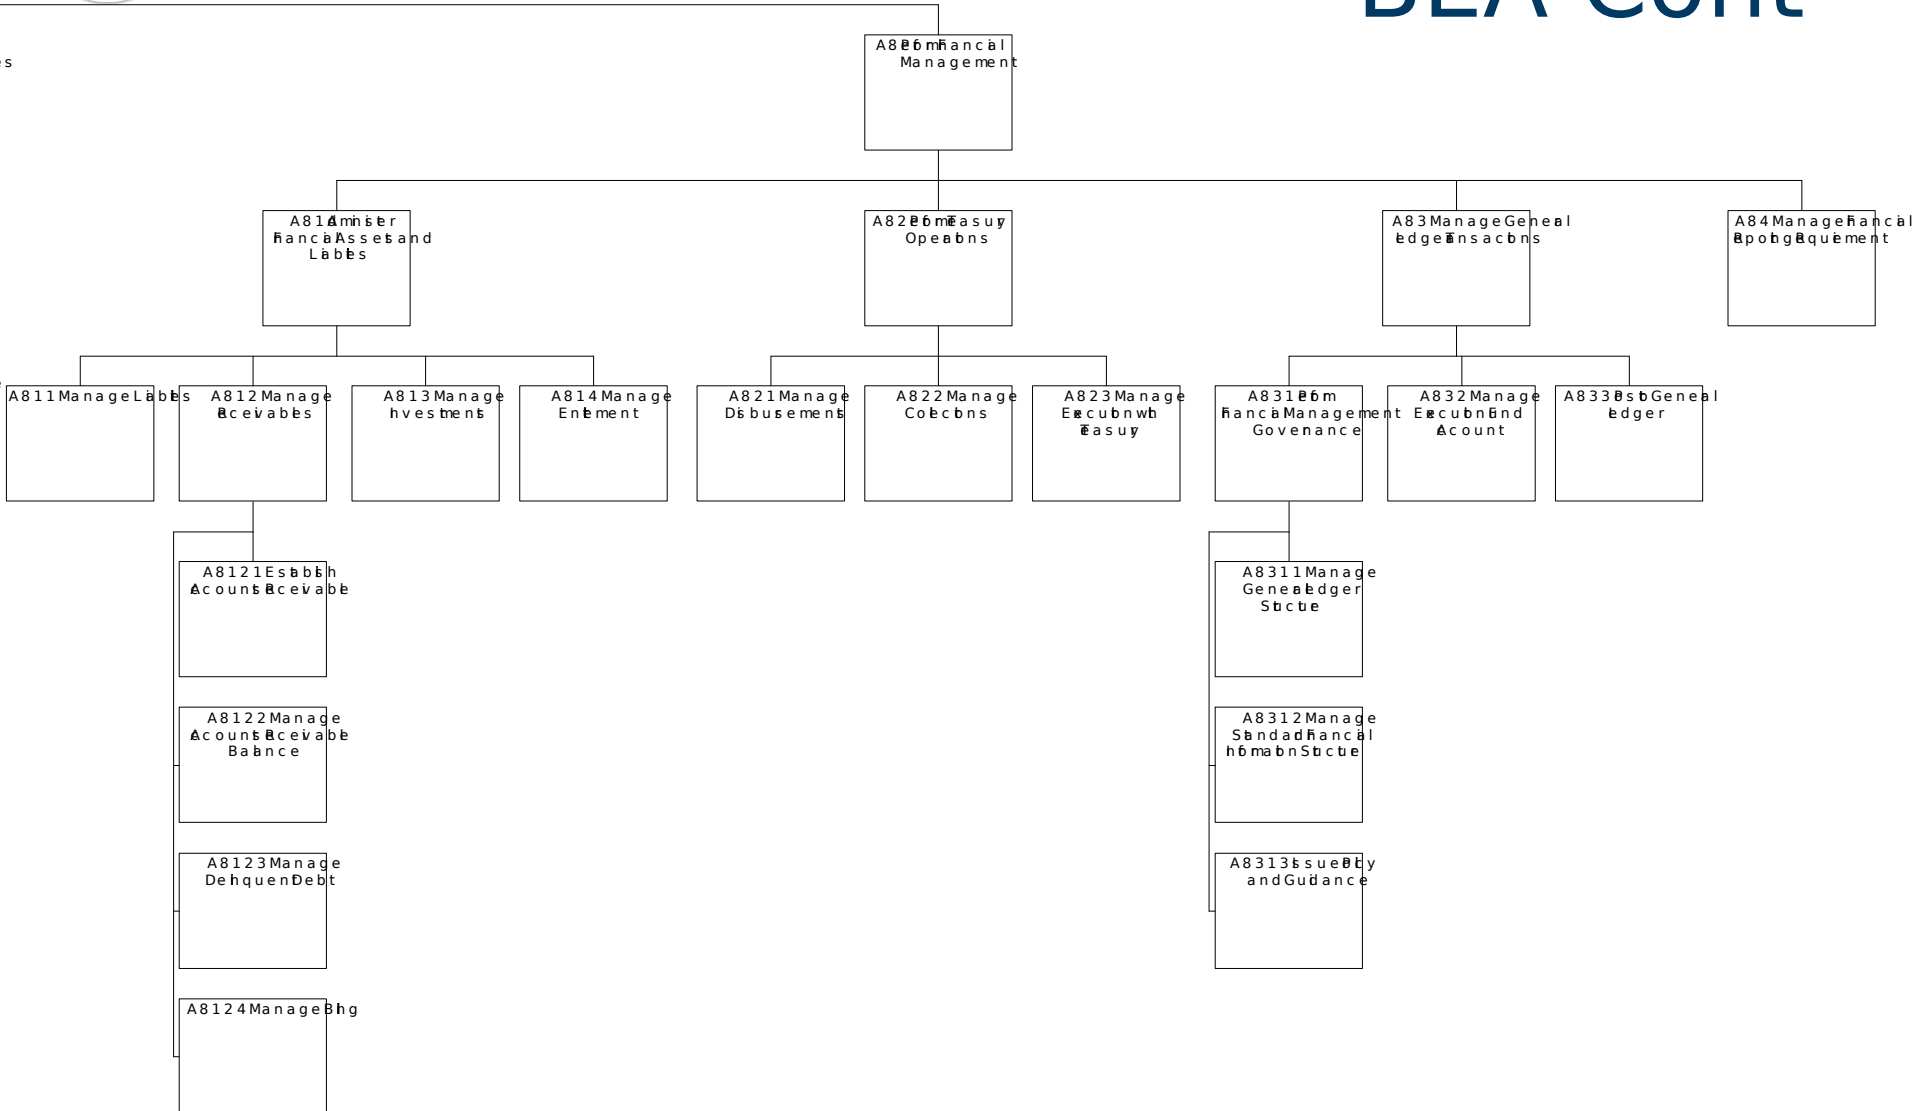 BEA Cont
A8 Perform Financial
Management
A81 Administer
Financial Assets and
Liabilities
A82 Perform Treasury
Operations
A83 Manage General
Ledger Transactions
A84 Manage Financial
Reporting Requirement
A811 Manage Liabilities
A812 Manage
Receivables
A813 Manage
Investments
A814 Manage
Entitlement
A821 Manage
Disbursements
A822 Manage
Collections
A823 Manage
Execution with
Treasury
A831 Perform
Financial Management
Governance
A832 Manage
Execution Fund
Account
A833 Post to General
Ledger
A8121 Establish
Accounts Receivable
A8311 Manage
General Ledger
Structure
A8122 Manage
Accounts Receivable
Balance
A8312 Manage
Standard Financial
Information Structure
A8123 Manage
Delinquent Debt
A8313 Issue Policy
and Guidance
A8124 Manage Billing